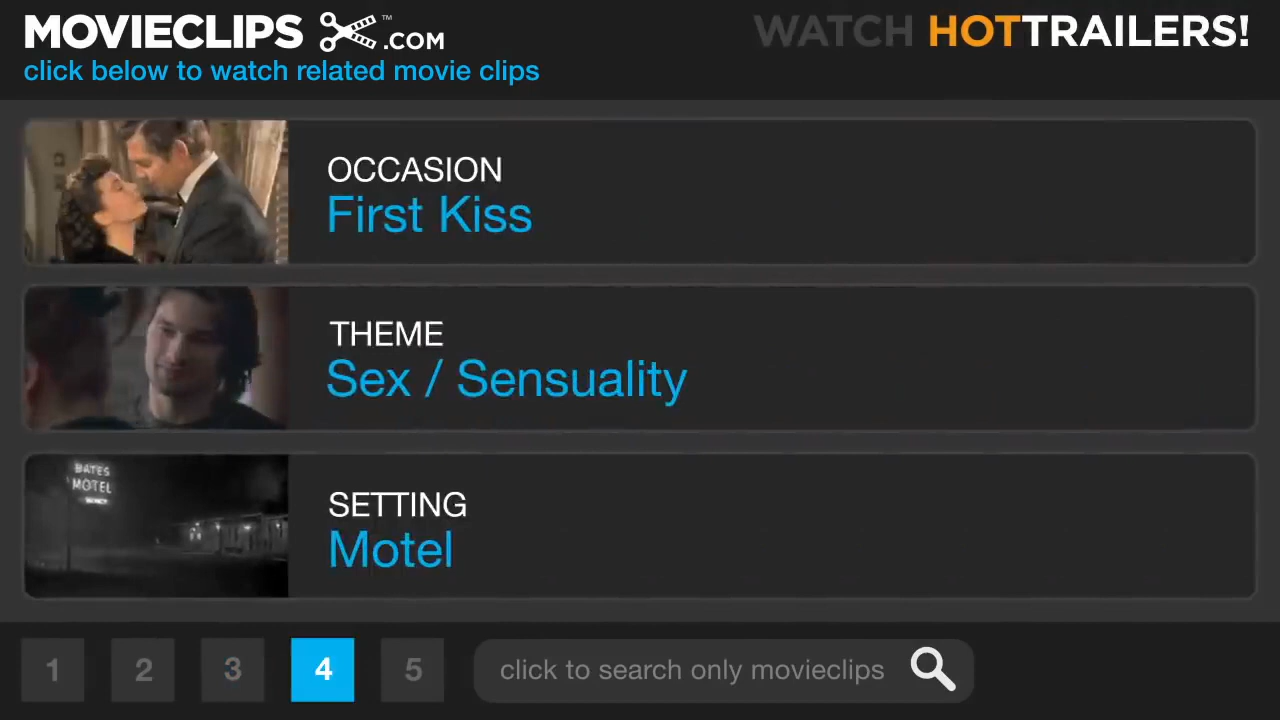 MOVIECLIPS ™ .COM
WATCH HOTTRAILERS!
click below to watch related movie clips
OCCASION
First Kiss
THEME
Sex / Sensuality
BATES
MOTEL
SETTING
Motel
1 2 3 4 5
click to search only movieclips